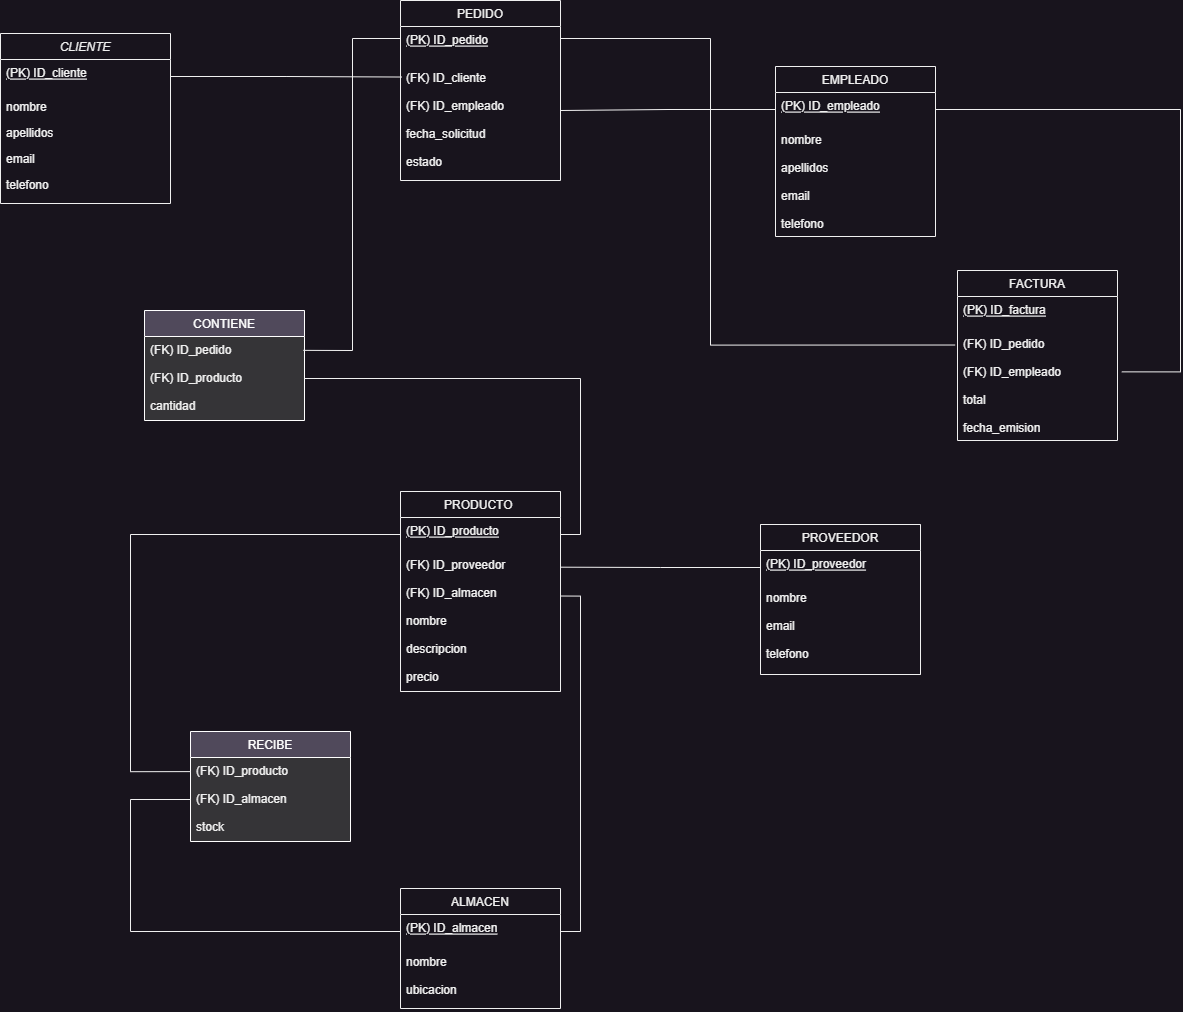 CLIENTE
(PK) ID_cliente
nombre
apellidos
email
telefono
PEDIDO
(PK) ID_pedido
(FK) ID_cliente
(FK) ID_empleado
fecha_solicitud
estado
EMPLEADO
(PK) ID_empleado
nombre
apellidos
email
telefono
FACTURA
(PK) ID_factura
(FK) ID_pedido
(FK) ID_empleado
total
fecha_emision
CONTIENE
(FK) ID_pedido
(FK) ID_producto
cantidad
PRODUCTO
(PK) ID_producto
(FK) ID_proveedor
(FK) ID_almacen
nombre
descripcion
precio
PROVEEDOR
(PK) ID_proveedor
nombre
email
telefono
RECIBE
(FK) ID_producto
(FK) ID_almacen
stock
ALMACEN
(PK) ID_almacen
nombre
ubicacion